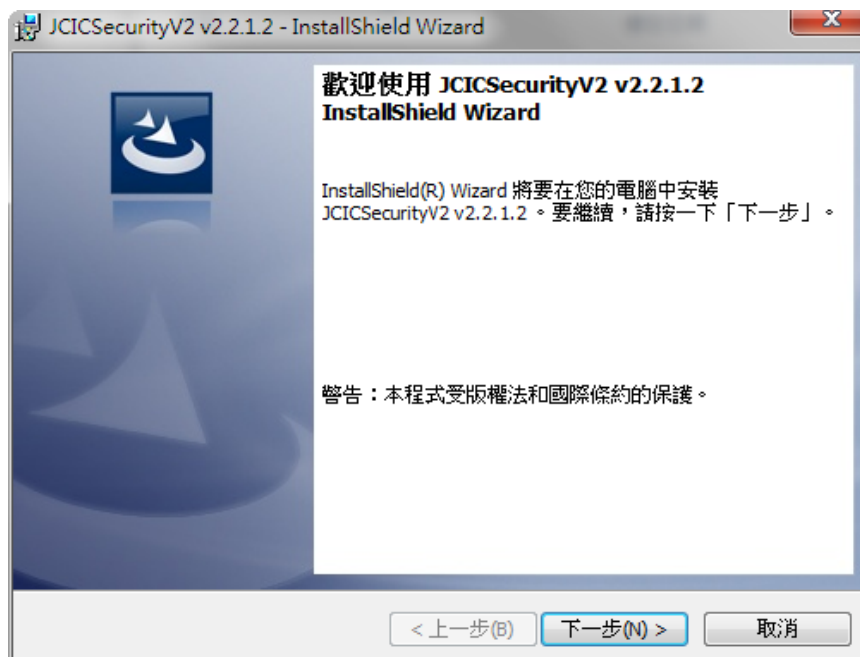 JCICSecurityV2 v2.2.1.2 - InstallShield Wizard
X
歡迎使用 JCICSecurityV2 v2.2.1.2
InstallShield Wizard
InstallShield(R) Wizard 將要在您的電腦中安裝
JCICSecurityV2 v2.2.1.2 。要繼續，請按一下「下一步」。
警告：本程式受版權法和國際條約的保護。
< 上一步(B)
下一步(N) >
取消